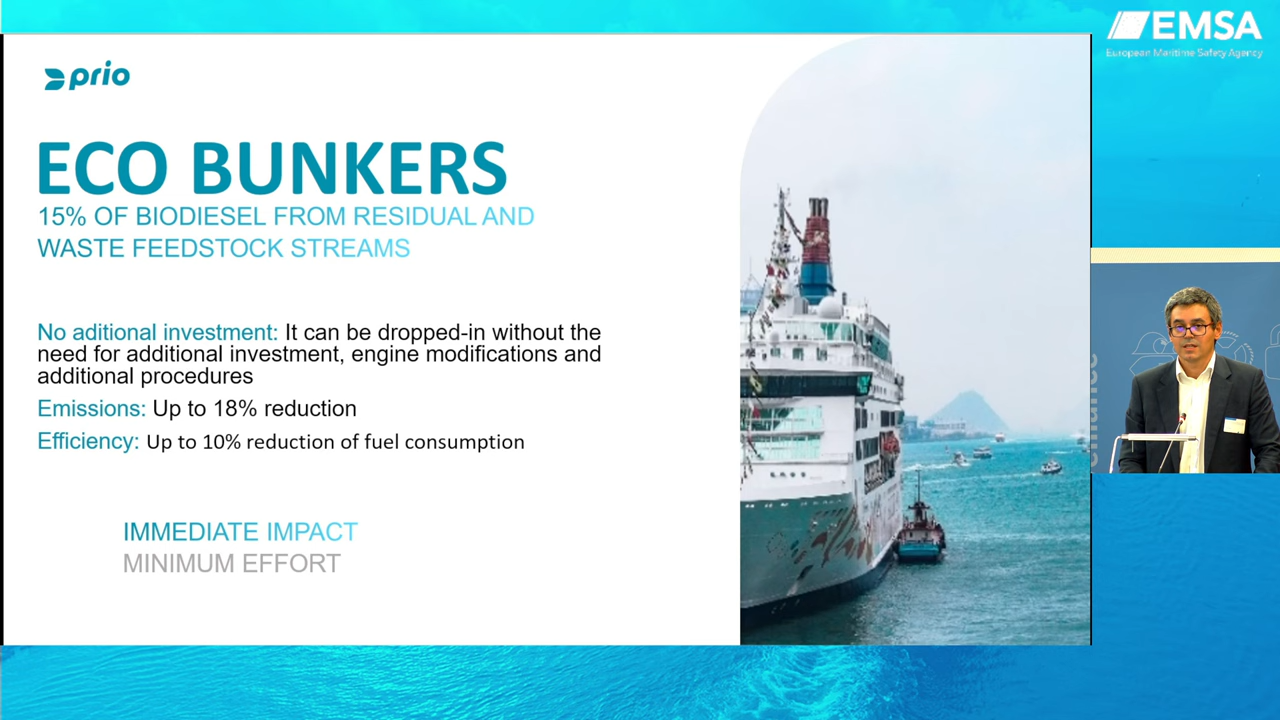 EMSA
European Maritime Safety Agency
prio
ECO BUNKERS
15% OF BIODIESEL FROM RESIDUAL AND
WASTE FEEDSTOCK STREAMS
No aditional investment: It can be dropped-in without the
need for additional investment, engine modifications and
additional procedures
Emissions: Up to 18% reduction
Efficiency: Up to 10% reduction of fuel consumption
IMMEDIATE IMPACT
MINIMUM EFFORT